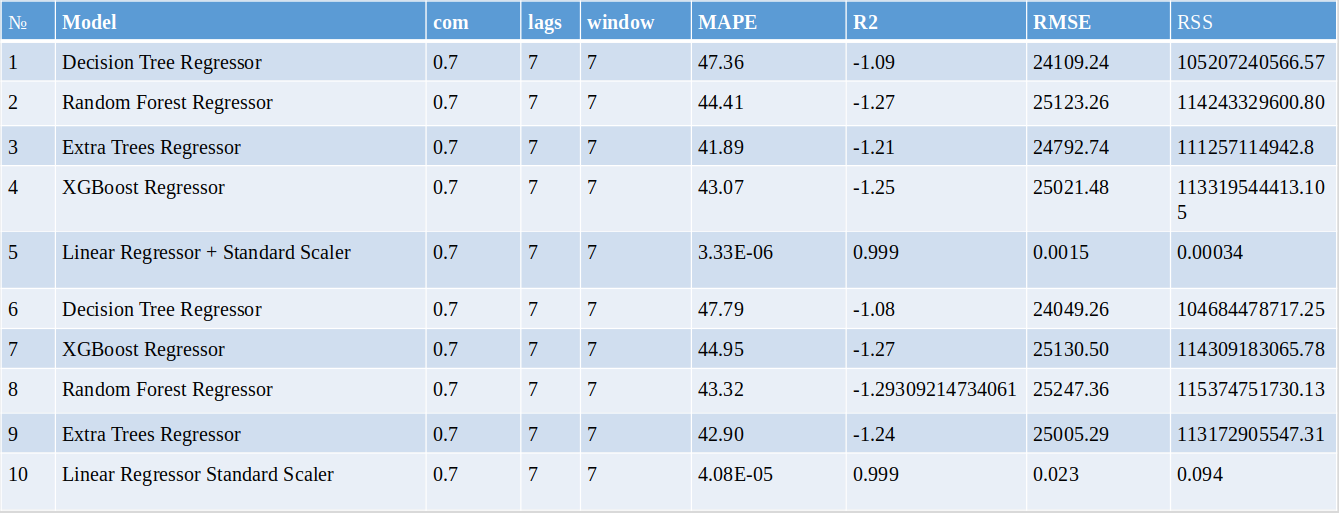 № Model com lags window MAPE R2 RMSE RSS
1 Decision Tree Regressor 0.7 7 7 47.36 -1.09 24109.24 105207240566.57
2 Random Forest Regressor 0.7 7 7 44.41 -1.27 25123.26 114243329600.80
3 Extra Trees Regressor 0.7 7 7 41.89 -1.21 24792.74 111257114942.8
4 XGBoost Regressor 0.7 7 7 43.07 -1.25 25021.48 113319544413.10
5
5 Linear Regressor + Standard Scaler 0.7 7 7 3.33E-06 0.999 0.0015 0.00034
6 Decision Tree Regressor 0.7 7 7 47.79 -1.08 24049.26 104684478717.25
7 XGBoost Regressor 0.7 7 7 44.95 -1.27 25130.50 114309183065.78
8 Random Forest Regressor 0.7 7 7 43.32 -1.29309214734061 25247.36 115374751730.13
9 Extra Trees Regressor 0.7 7 7 42.90 -1.24 25005.29 113172905547.31
10 Linear Regressor Standard Scaler 0.7 7 7 4.08E-05 0.999 0.023 0.094